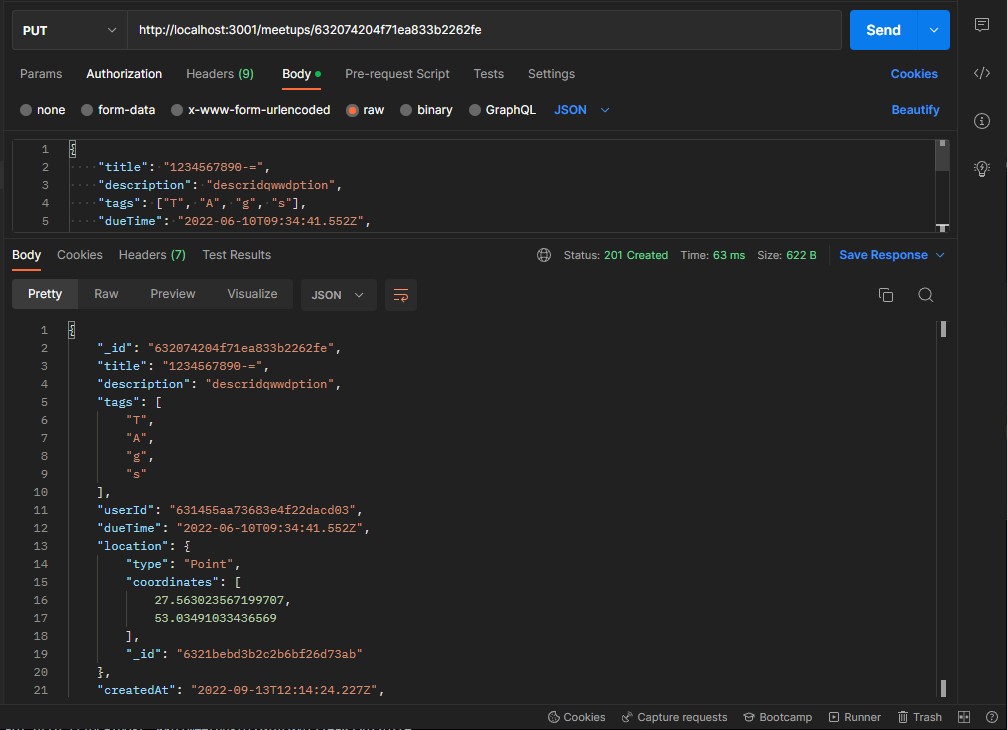 PUT http://localhost:3001/meetups/632074204f71ea833b2262fe Send
Params Authorization Headers (9) Body Pre-request Script Tests Settings Cookies
none form-data x-www-form-urlencoded raw binary GraphQL JSON Beautify
1 {
2 "title": "1234567890-=",
3 "description": "descridqwwdption",
4 "tags": ["T", "A", "g", "s"],
5 "dueTime": "2022-06-10T09:34:41.552Z",
Body Cookies Headers (7) Test Results Status: 201 Created Time: 63 ms Size: 622 B Save Response
Pretty Raw Preview Visualize JSON
1 {
2 "_id": "632074204f71ea833b2262fe",
3 "title": "1234567890-=",
4 "description": "descridqwwdption",
5 "tags": [
6 "T",
7 "A",
8 "g",
9 "s"
10 ],
11 "userId": "631455aa73683e4f22dacd03",
12 "dueTime": "2022-06-10T09:34:41.552Z",
13 "location": {
14 "type": "Point",
15 "coordinates": [
16 27.563023567199707,
17 53.03491033436569
18 ],
19 "_id": "6321bebd3b2c2b6bf26d73ab"
20 },
21 "createdAt": "2022-09-13T12:14:24.227Z",
Cookies Capture requests Bootcamp Runner Trash